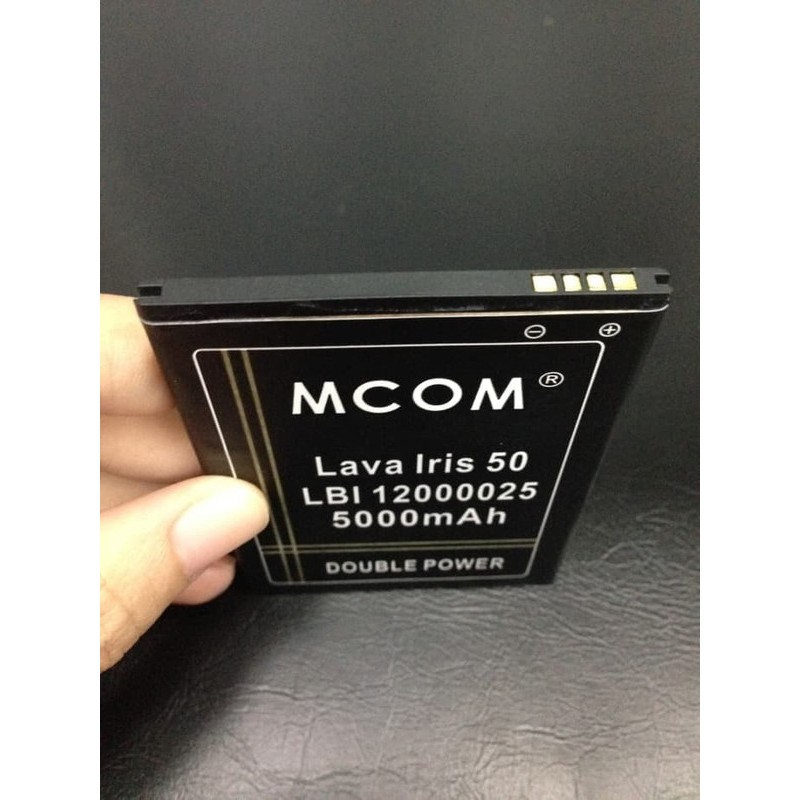 ⊖ ⊕
MCOM®
Lava Iris 50
LBI 12000025
5000mAh
DOUBLE POWER